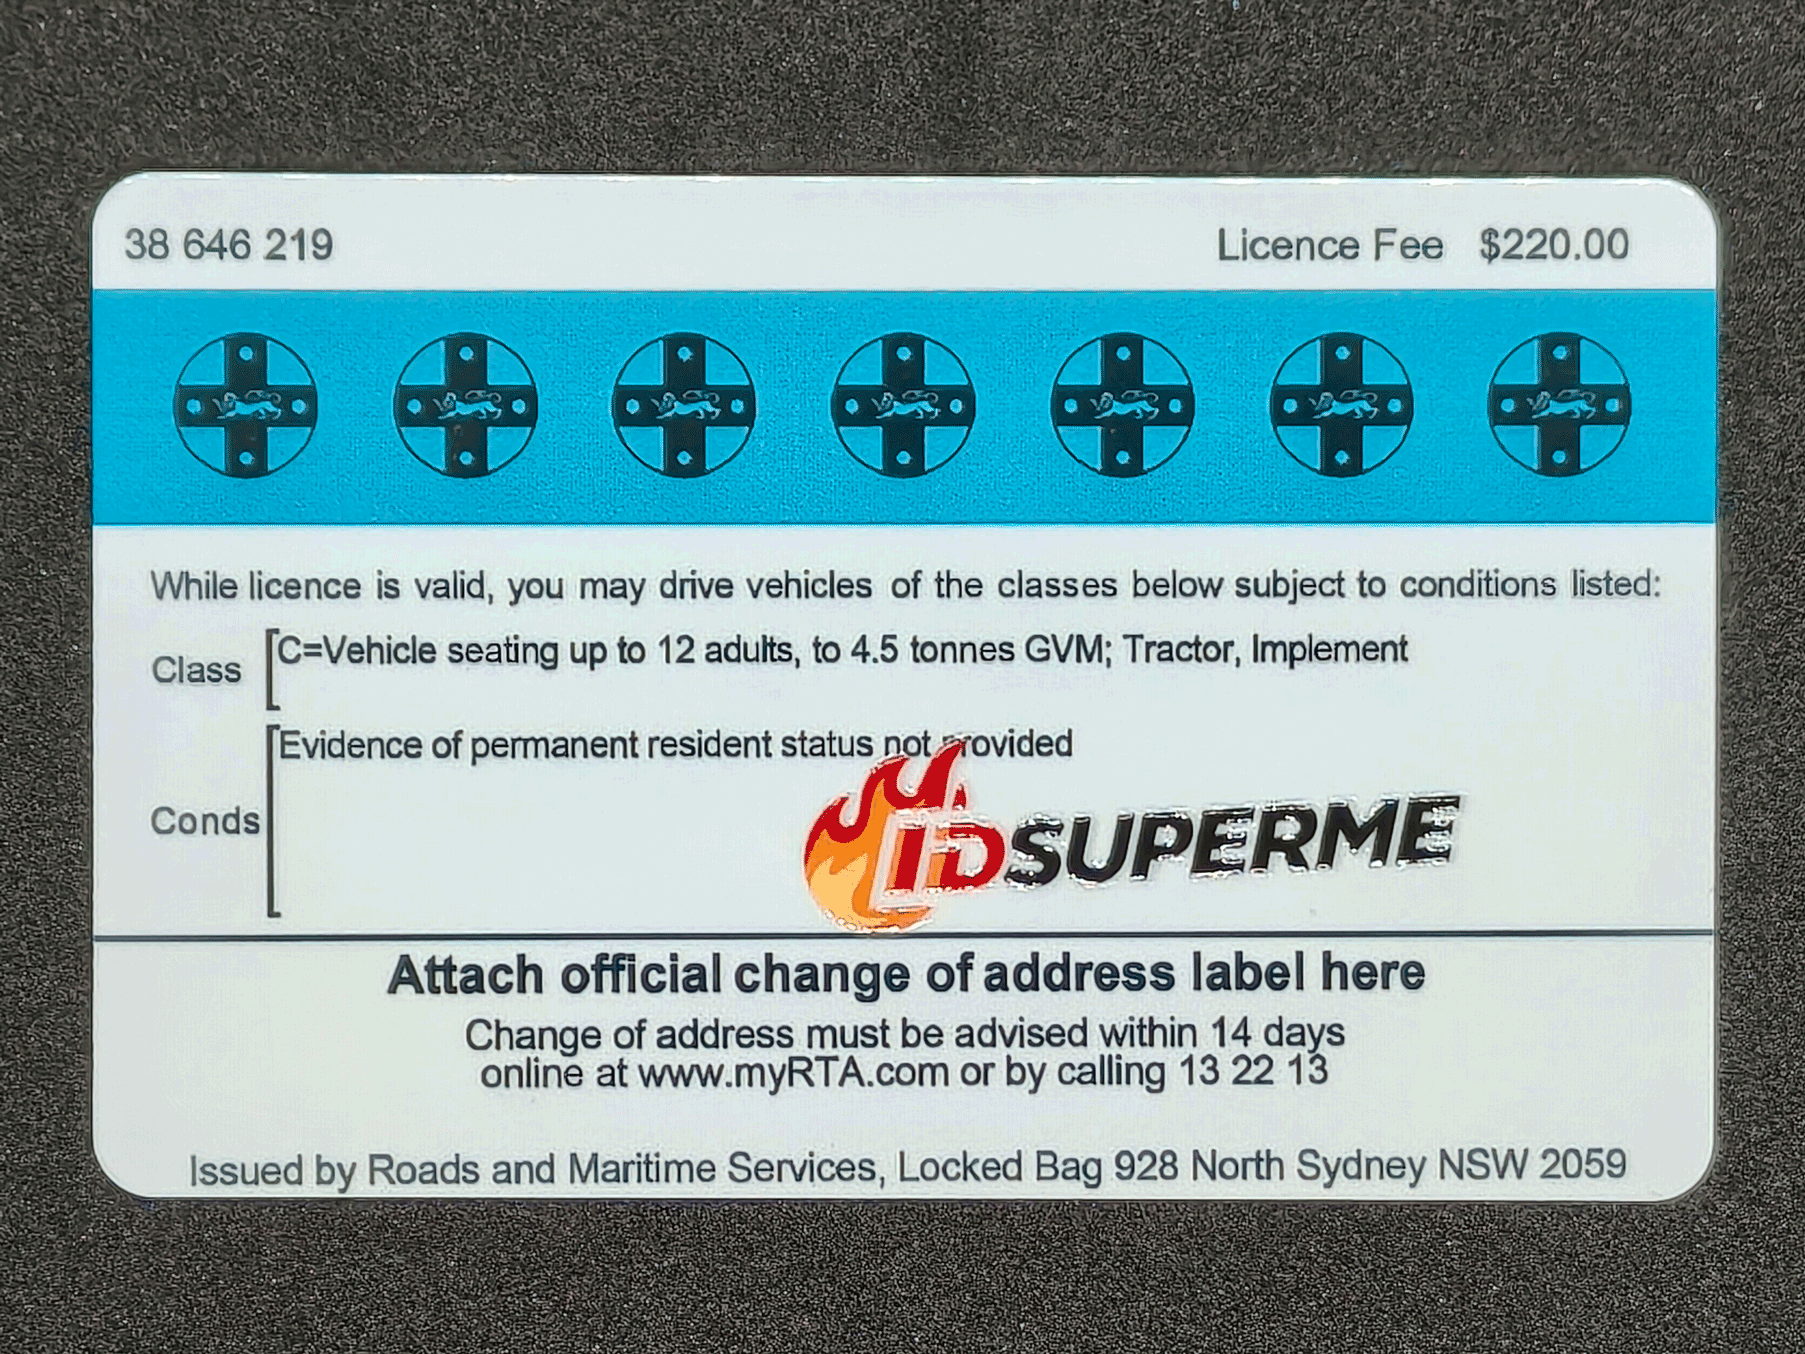 38 646 219 Licence Fee $220.00
While licence is valid, you may drive vehicles of the classes below subject to conditions listed:
Class C=Vehicle seating up to 12 adults, to 4.5 tonnes GVM; Tractor, Implement
Evidence of permanent resident status not provided
Conds
IDSUPERME
Attach official change of address label here
Change of address must be advised within 14 days
online at www.myRTA.com or by calling 13 22 13
Issued by Roads and Maritime Services, Locked Bag 928 North Sydney NSW 2059